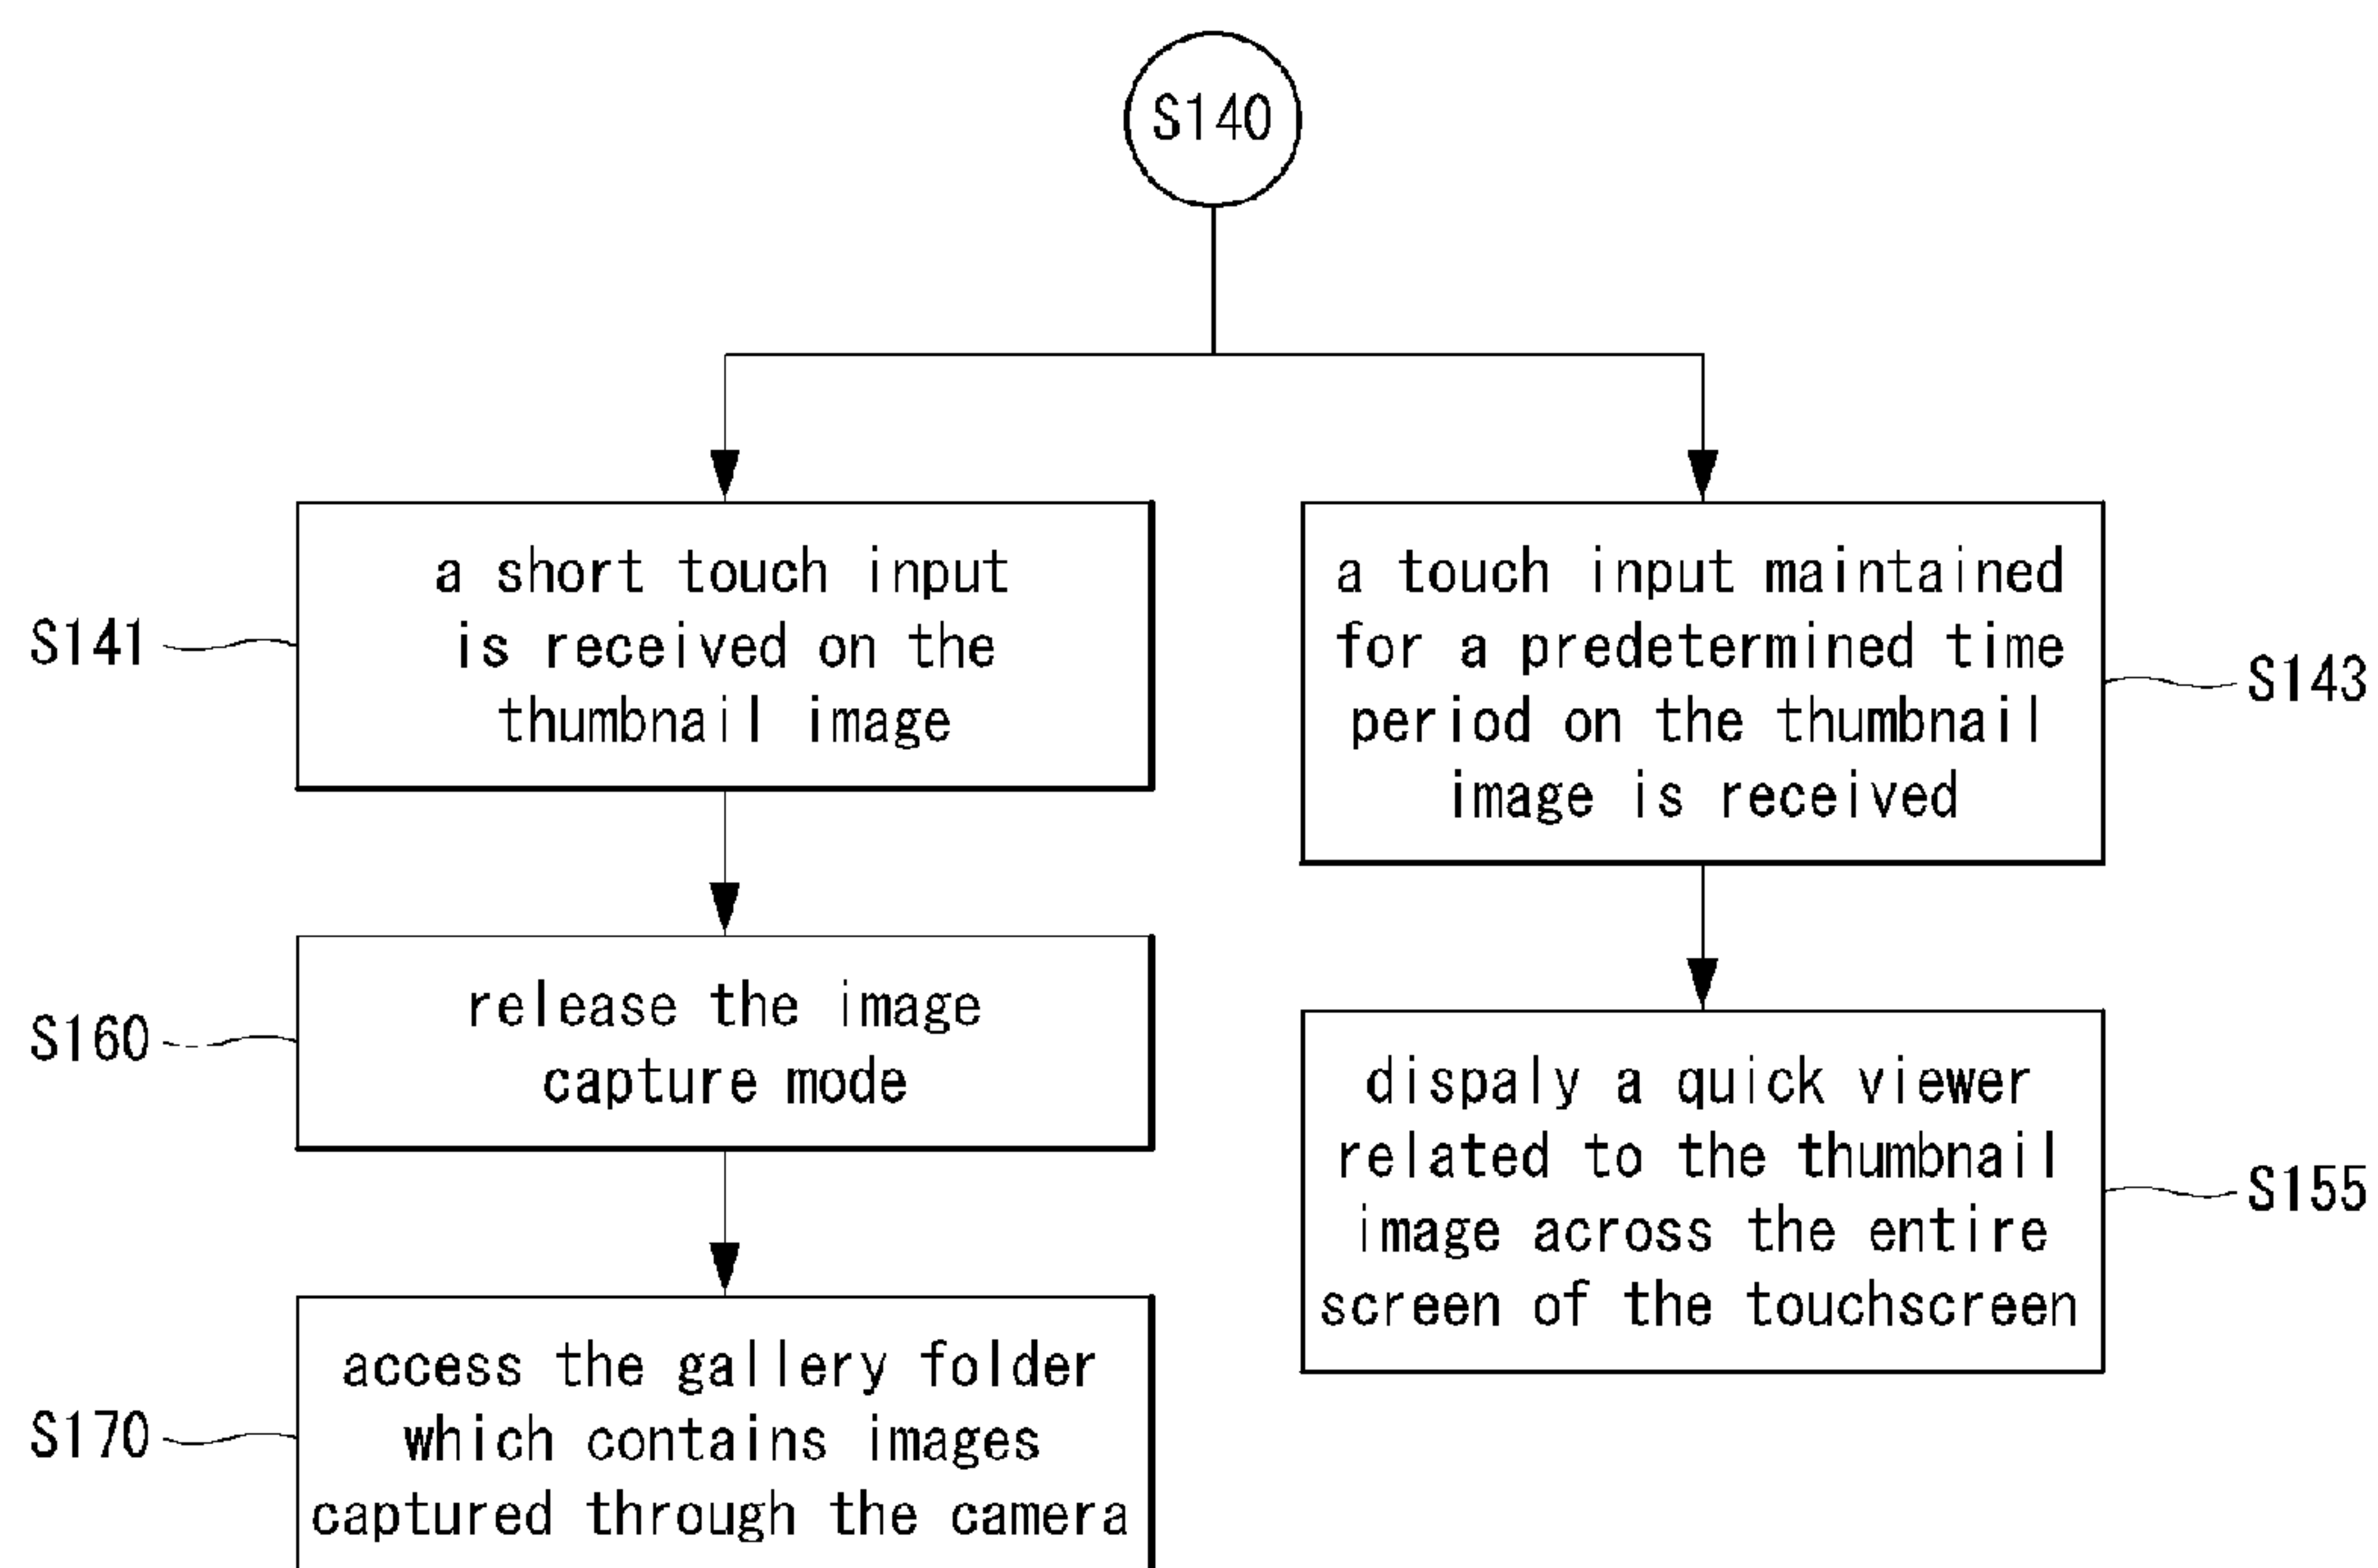 S140
S141
a short touch input
is received on the
thumbnail image
a touch input maintained
for a predetermined time
period on the thumbnail
image is received
S143
S160
release the image
capture mode
dispaly a quick viewer
related to the thumbnail
image across the entire
screen of the touchscreen
S155
S170
access the gallery folder
which contains images
captured through the camera